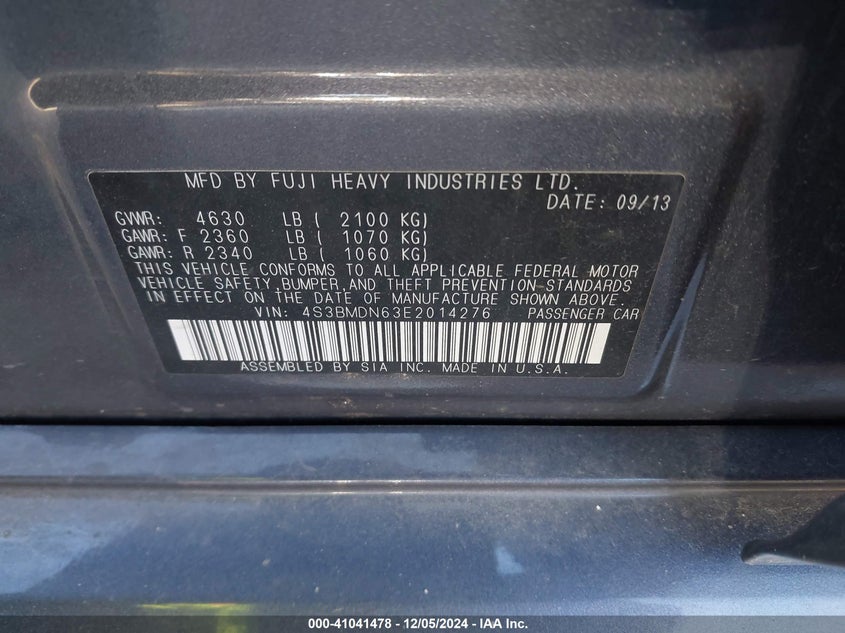 MFD BY FUJI HEAVY INDUSTRIES LTD.
DATE: 09/13
GVWR: 4630 LB ( 2100 KG)
GAWR: F 2360 LB ( 1070 KG)
GAWR: R 2340 LB ( 1060 KG)
THIS VEHICLE CONFORMS TO ALL APPLICABLE FEDERAL MOTOR
VEHICLE SAFETY, BUMPER, AND THEFT PREVENTION STANDARDS
IN EFFECT ON THE DATE OF MANUFACTURE SHOWN ABOVE.
VIN: 4S3BMDN63E2014276 PASSENGER CAR
ASSEMBLED BY SIA INC. MADE IN U.S.A.
000-41041478 - 12/05/2024 - IAA Inc.